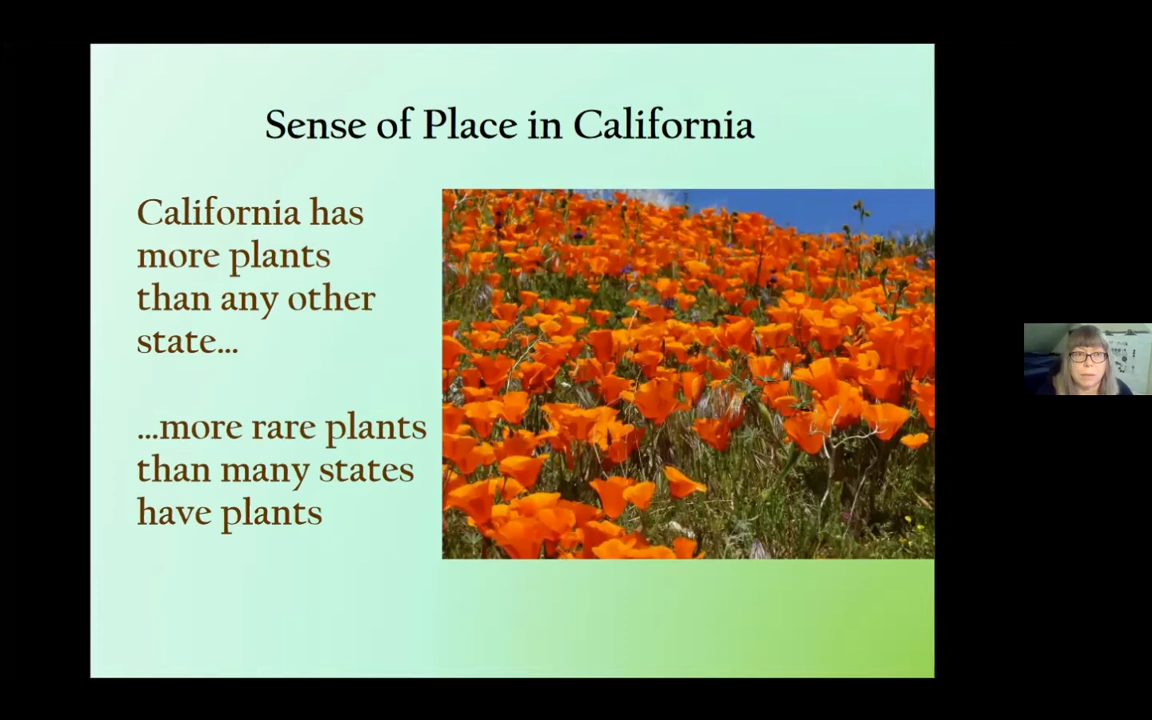 Sense of Place in California
California has
more plants
than any other
state...
...more rare plants
than many states
have plants